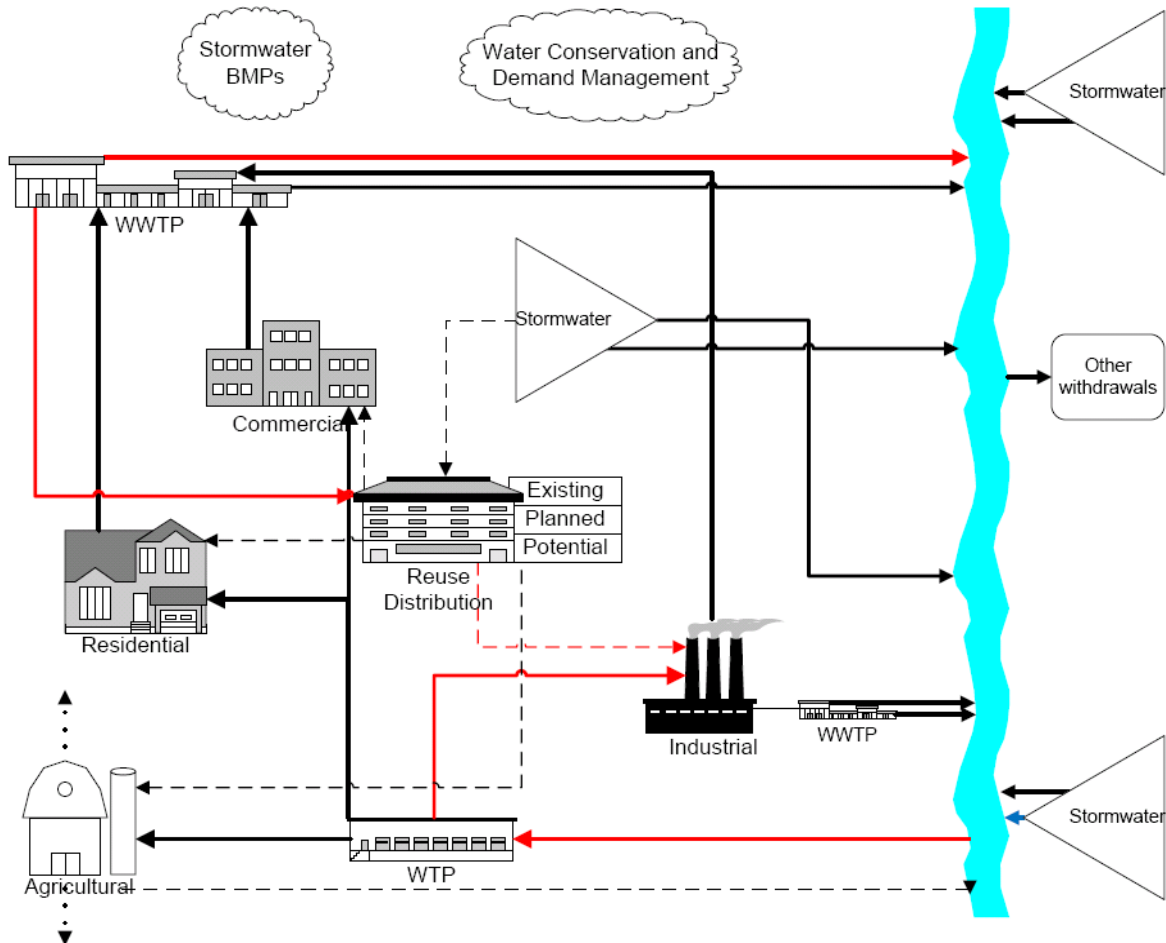 Stormwater
BMPs
Water Conservation and
Demand Management
Stormwater
WWTP
Stormwater
Other
withdrawals
Commercial
Existing
Planned
Potential
Reuse
Distribution
Residential
Industrial
WWTP
Stormwater
WTP
Agricultural